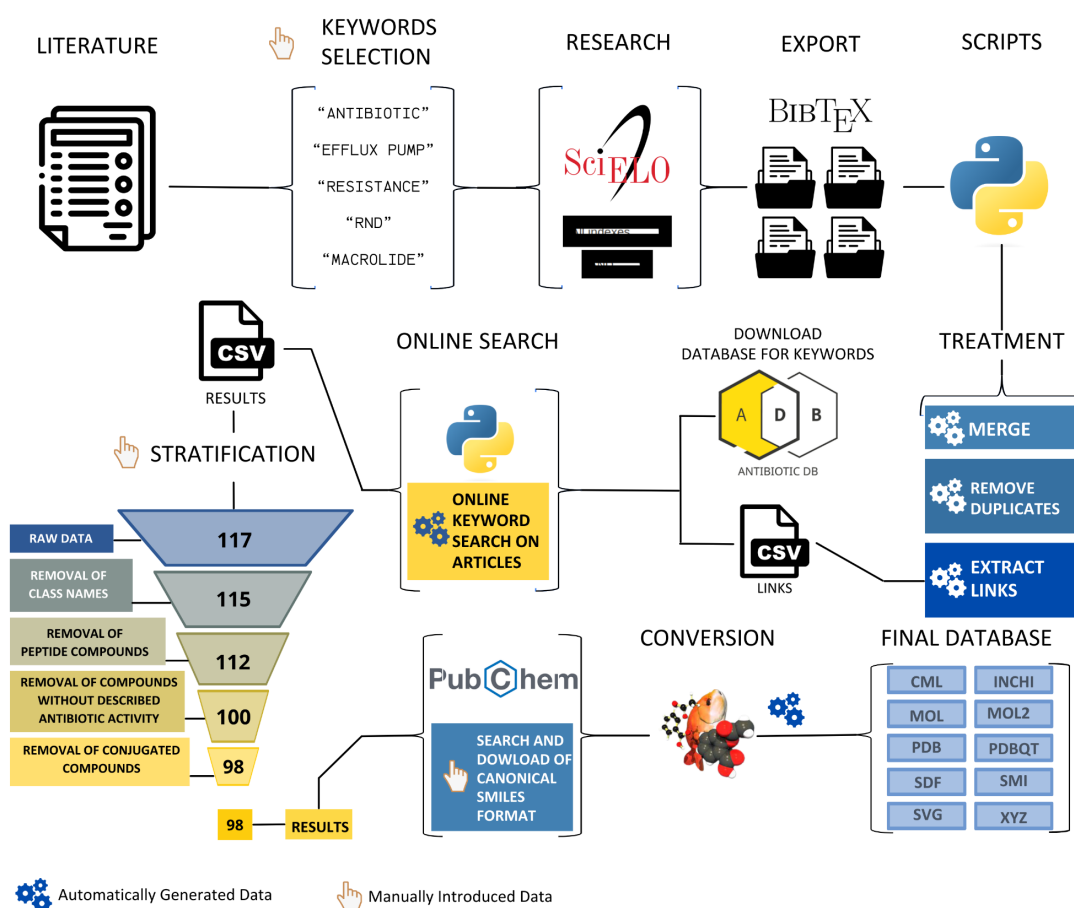 LITERATURE
KEYWORDS
SELECTION
RESEARCH
EXPORT
SCRIPTS
“ANTIBIOTIC”
“EFFLUX PUMP”
“RESISTANCE”
“RND”
“MACROLIDE”
SciELO
indexes
BIBTEX
CSV
RESULTS
ONLINE SEARCH
ONLINE
KEYWORD
SEARCH ON
ARTICLES
DOWNLOAD
DATABASE FOR KEYWORDS
A D B
ANTIBIOTIC DB
CSV
LINKS
TREATMENT
MERGE
REMOVE
DUPLICATES
EXTRACT
LINKS
STRATIFICATION
RAW DATA
117
REMOVAL OF
CLASS NAMES
115
REMOVAL OF
PEPTIDE COMPOUNDS
112
REMOVAL OF COMPOUNDS
WITHOUT DESCRIBED
ANTIBIOTIC ACTIVITY
100
REMOVAL OF CONJUGATED
COMPOUNDS
98
98
RESULTS
PubChem
SEARCH AND
DOWLOAD OF
CANONICAL
SMILES
FORMAT
CONVERSION
FINAL DATABASE
CML INCHI
MOL MOL2
PDB PDBQT
SDF SMI
SVG XYZ
Automatically Generated Data
Manually Introduced Data